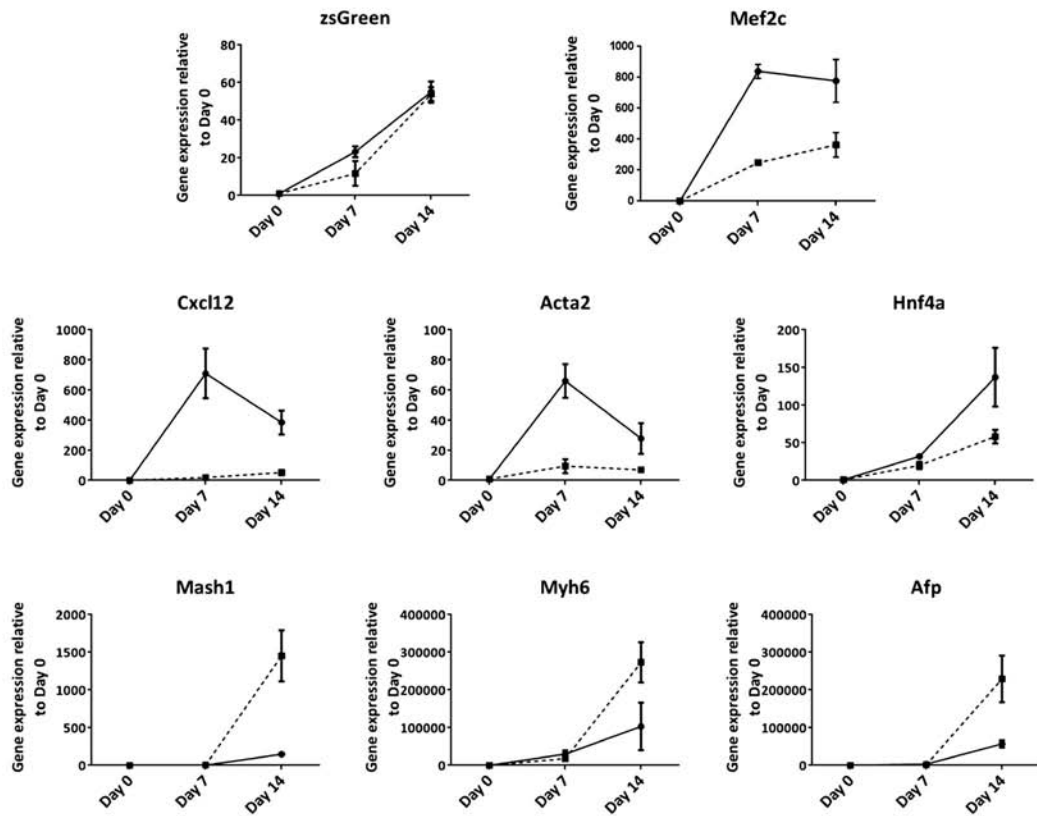 zsGreen
Gene expression relative
to Day 0
80
60
40
20
0
Day 0
Day 7
Day 14
Mef2c
Gene expression relative
to Day 0
1000
800
600
400
200
0
Day 0
Day 7
Day 14
Cxcl12
Gene expression relative
to Day 0
1000
800
600
400
200
0
Day 0
Day 7
Day 14
Acta2
Gene expression relative
to Day 0
100
80
60
40
20
0
Day 0
Day 7
Day 14
Hnf4a
Gene expression relative
to Day 0
200
150
100
50
0
Day 0
Day 7
Day 14
Mash1
Gene expression relative
to Day 0
2000
1500
1000
500
0
Day 0
Day 7
Day 14
Myh6
Gene expression relative
to Day 0
400000
300000
200000
100000
0
Day 0
Day 7
Day 14
Afp
Gene expression relative
to Day 0
400000
300000
200000
100000
0
Day 0
Day 7
Day 14